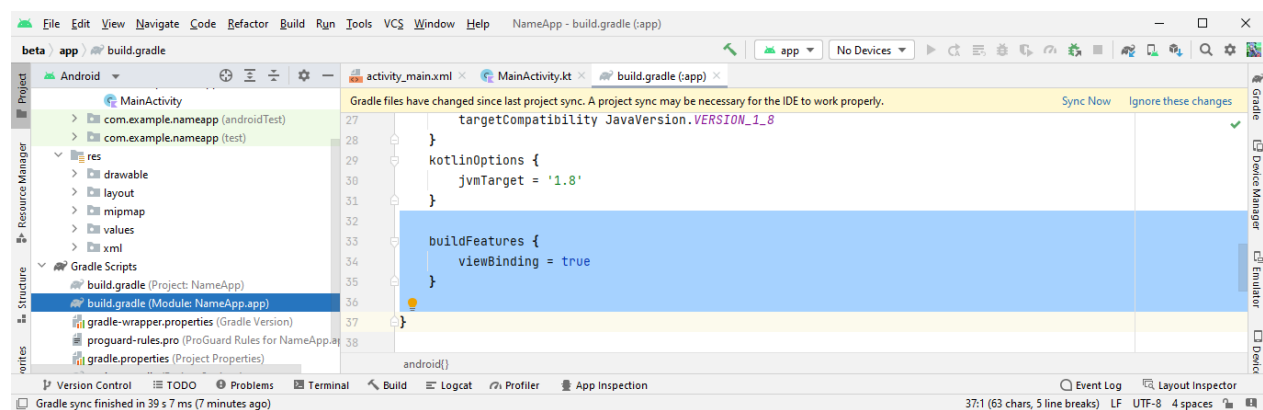 File Edit View Navigate Code Refactor Build Run Tools VCS Window Help NameApp - build.gradle (:app)
beta app build.gradle app No Devices
Project Android activity_main.xml MainActivity.kt build.gradle (:app) Gradle
MainActivity
Gradle files have changed since last project sync. A project sync may be necessary for the IDE to work properly. Sync Now Ignore these changes
com.example.nameapp (androidTest)
com.example.nameapp (test)
res
drawable
layout
mipmap
values
xml
Gradle Scripts
build.gradle (Project: NameApp)
build.gradle (Module: NameApp.app)
gradle-wrapper.properties (Gradle Version)
proguard-rules.pro (ProGuard Rules for NameApp.a
gradle.properties (Project Properties)
Resource Manager
Structure
27 targetCompatibility JavaVersion.VERSION_1_8
28 }
29 kotlinOptions {
30 jvmTarget = '1.8'
31 }
32
33 buildFeatures {
34 viewBinding = true
35 }
36
37 }
38
android{}
Device Manager
Emulator
Version Control TODO Problems Terminal Build Logcat Profiler App Inspection Event Log Layout Inspector
Gradle sync finished in 39 s 7 ms (7 minutes ago) 37:1 (63 chars, 5 line breaks) LF UTF-8 4 spaces